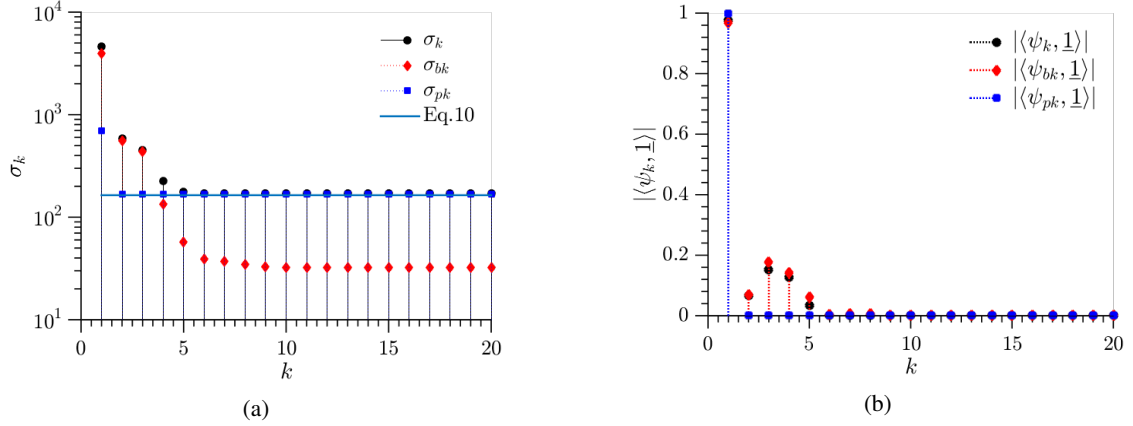 10^4
10^3
10^2
10^1
σ_k
0 5 10 15 20
k
σ_k
σ_bk
σ_pk
Eq.10
(a)
1
0.8
0.6
0.4
0.2
0
|⟨ψ_k, 1⟩|
0 5 10 15 20
k
|⟨ψ_k, 1⟩|
|⟨ψ_bk, 1⟩|
|⟨ψ_pk, 1⟩|
(b)